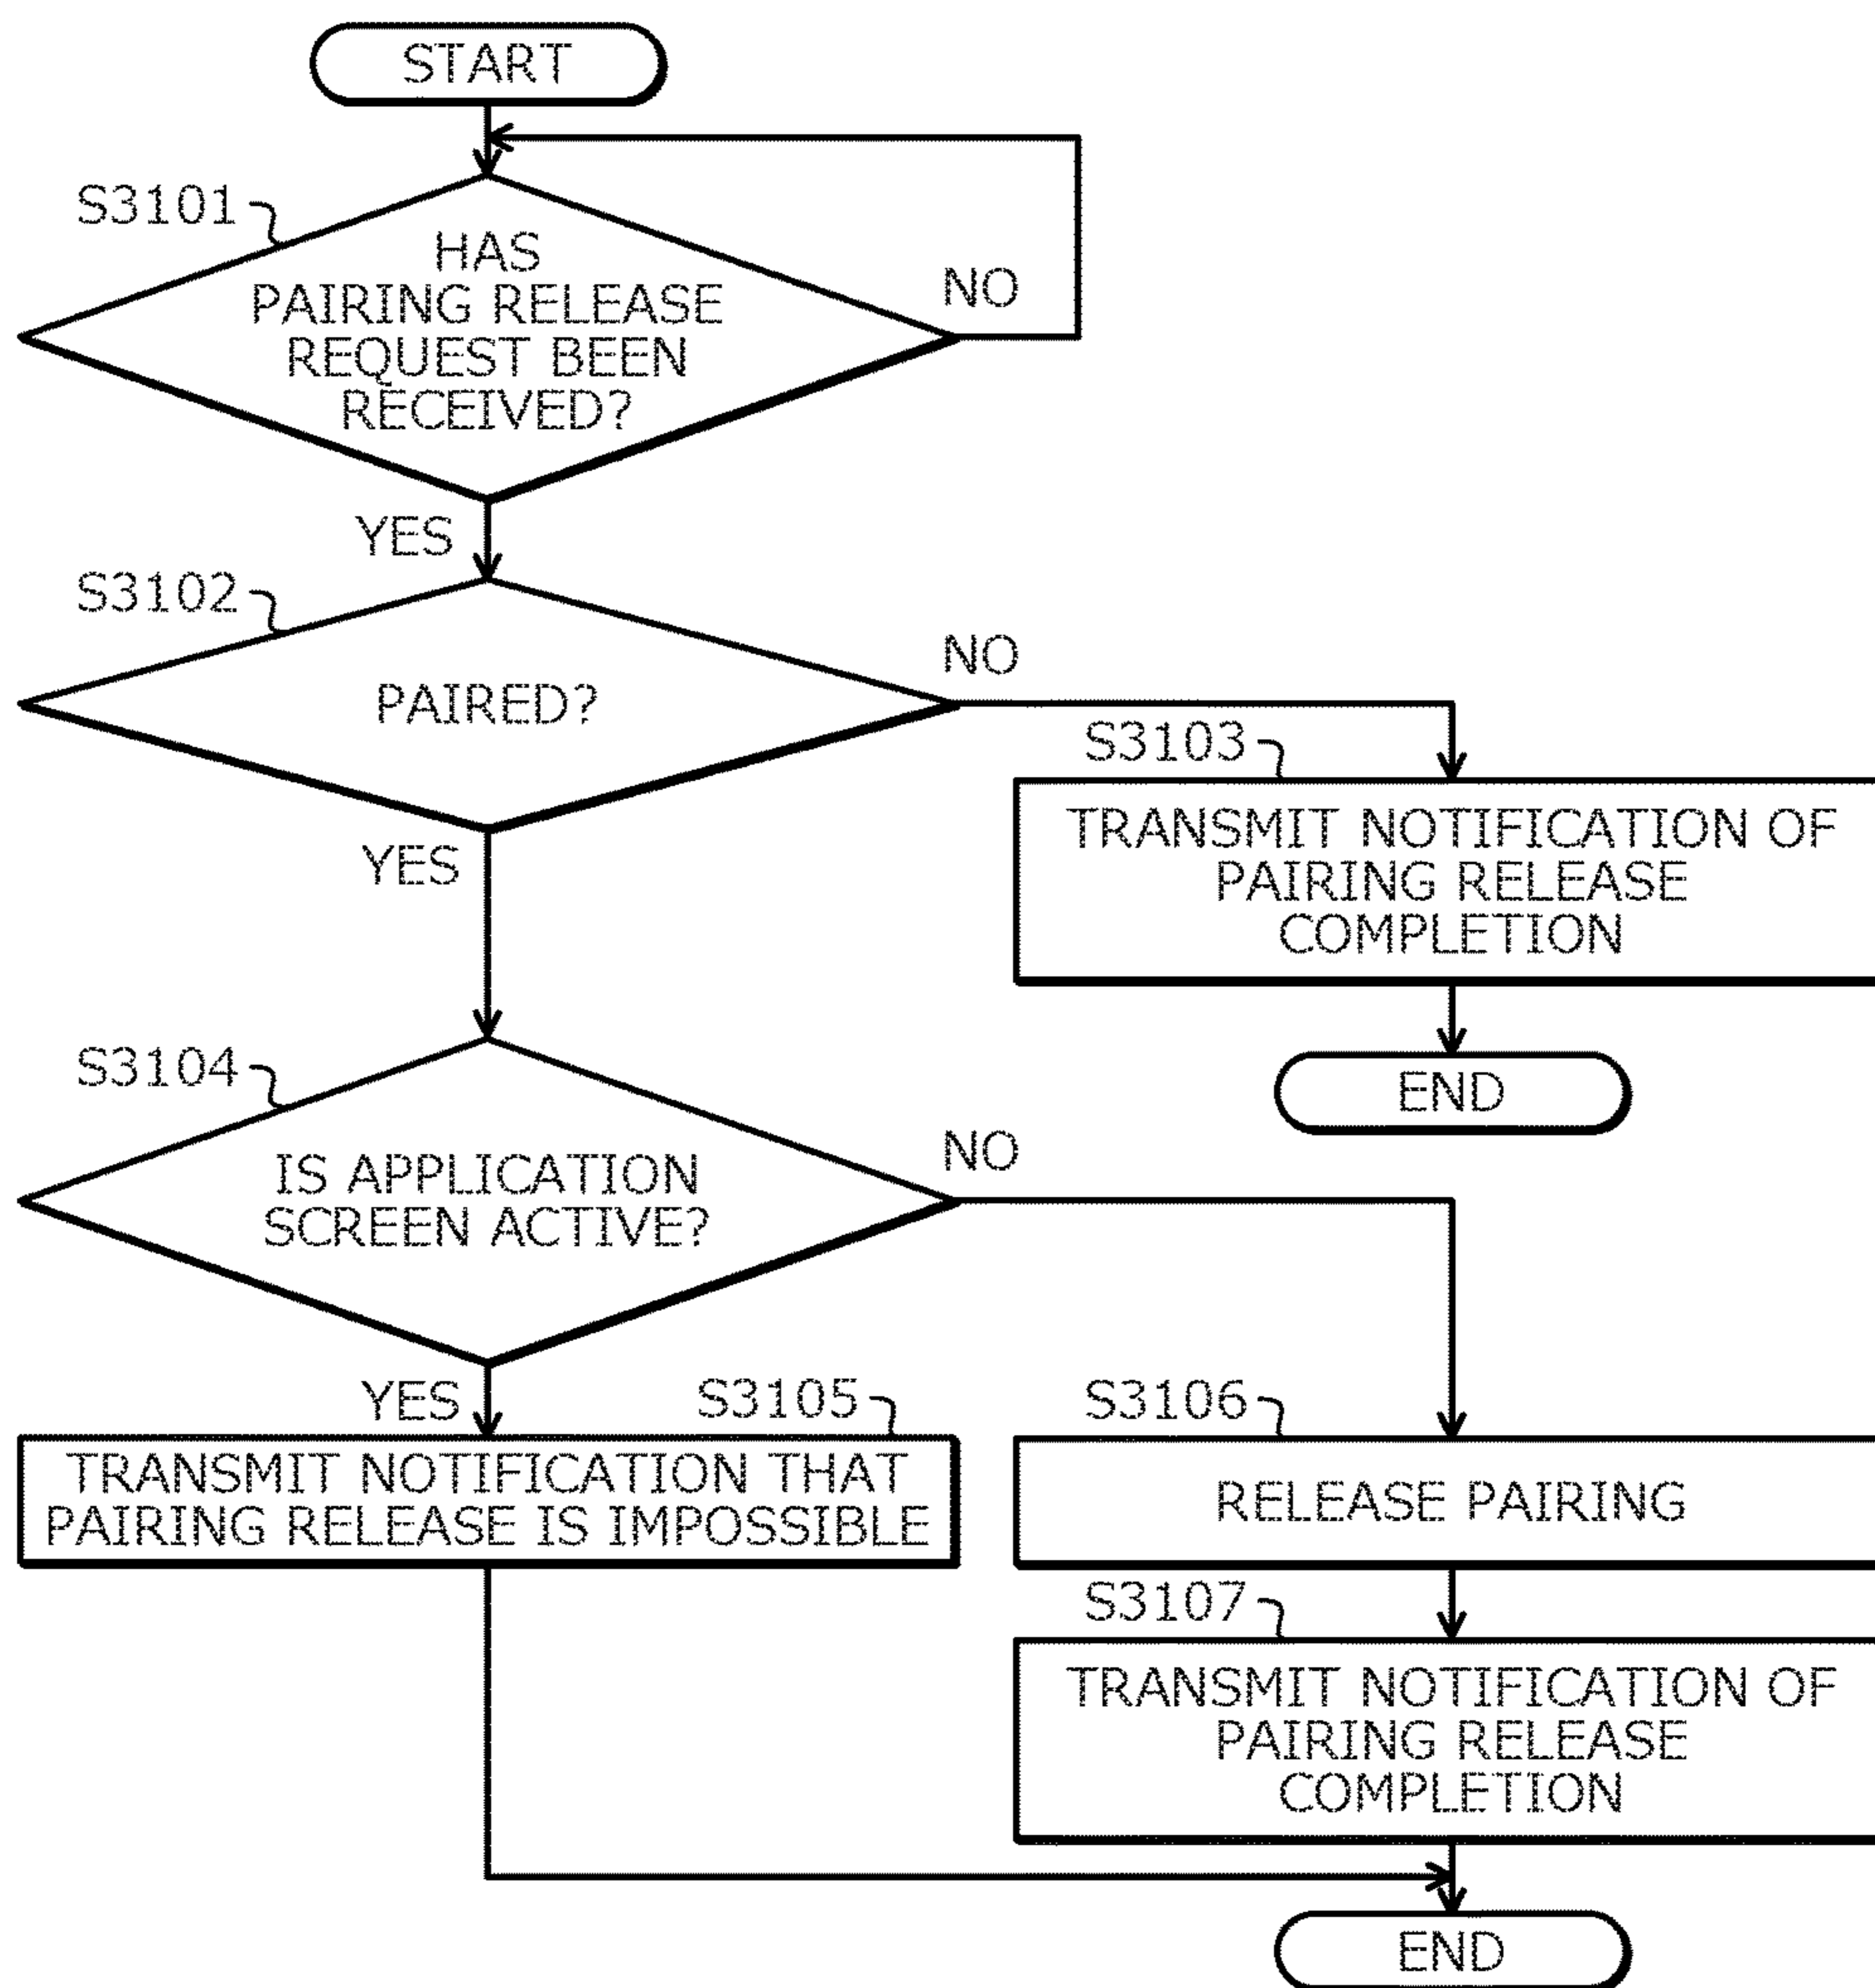 START
S3101
HAS
PAIRING RELEASE
REQUEST BEEN
RECEIVED?
NO
YES
S3102
PAIRED?
NO
S3103
TRANSMIT NOTIFICATION OF
PAIRING RELEASE
COMPLETION
END
YES
S3104
IS APPLICATION
SCREEN ACTIVE?
NO
YES
S3105
TRANSMIT NOTIFICATION THAT
PAIRING RELEASE IS IMPOSSIBLE
S3106
RELEASE PAIRING
S3107
TRANSMIT NOTIFICATION OF
PAIRING RELEASE
COMPLETION
END